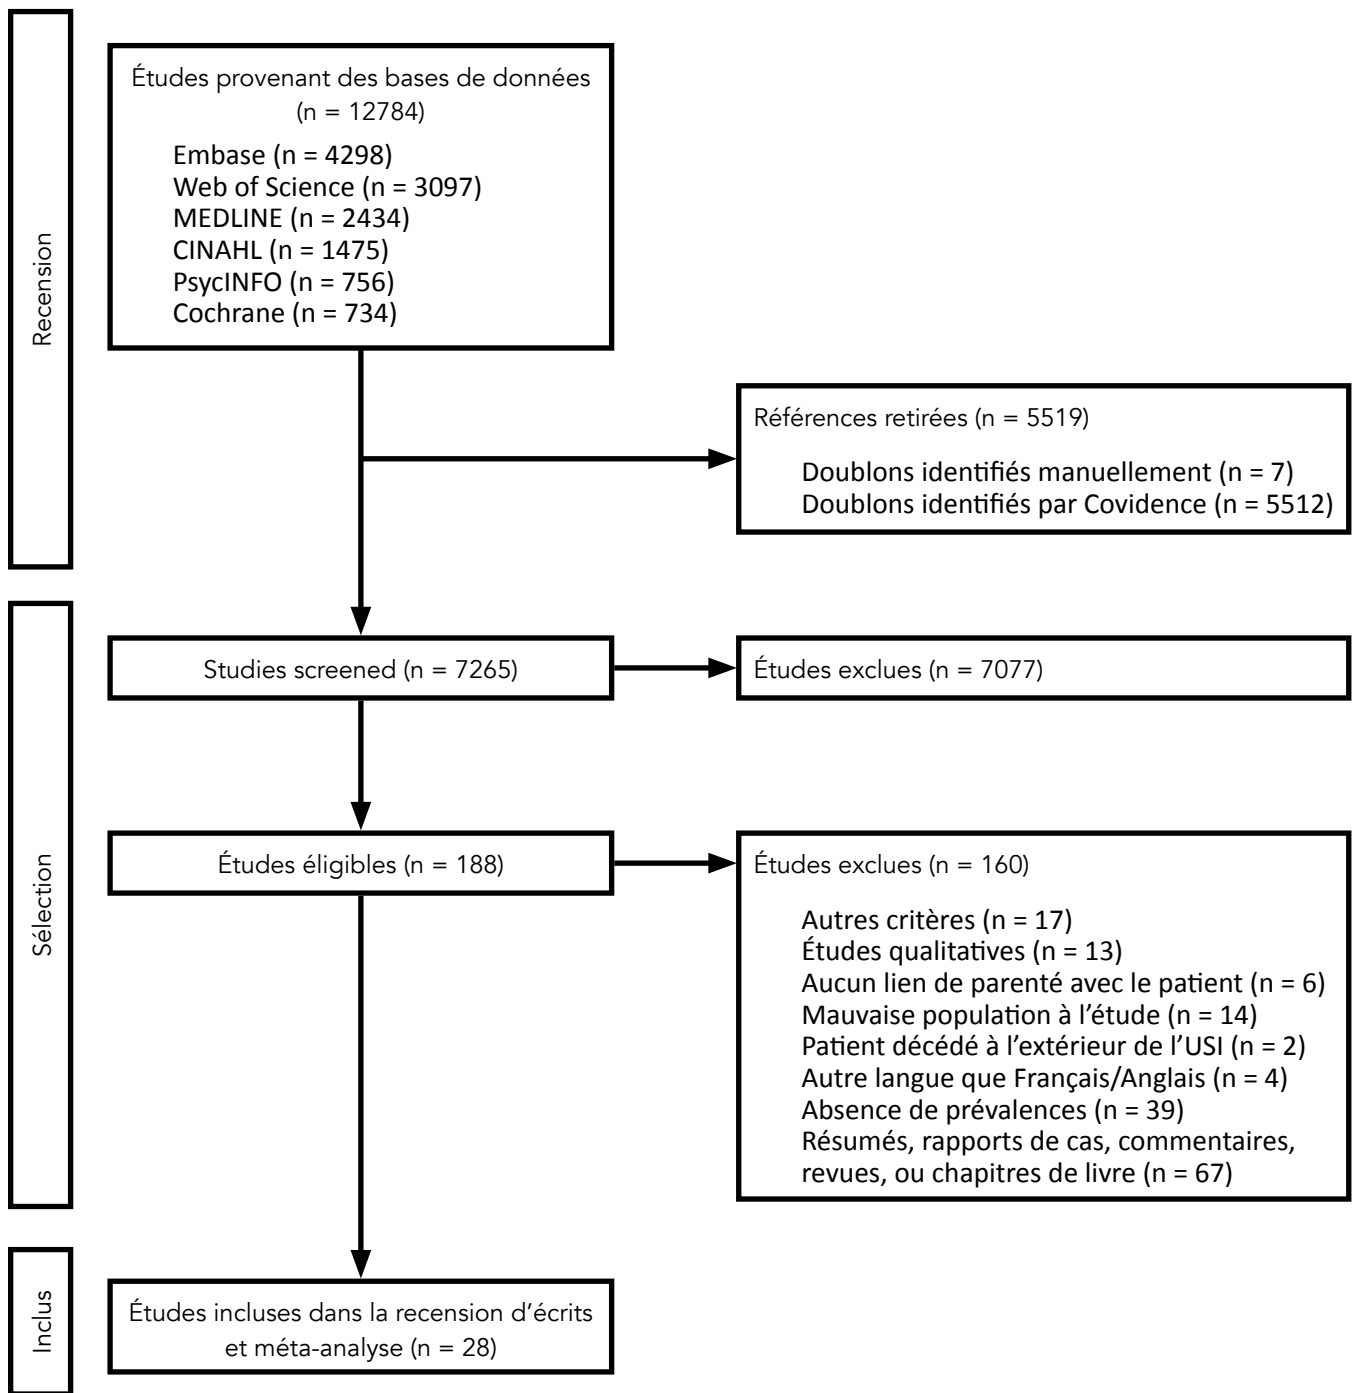 Recension
Études provenant des bases de données
(n = 12784)
Embase (n = 4298)
Web of Science (n = 3097)
MEDLINE (n = 2434)
CINAHL (n = 1475)
PsycINFO (n = 756)
Cochrane (n = 734)
Références retirées (n = 5519)
Doublons identifiés manuellement (n = 7)
Doublons identifiés par Covidence (n = 5512)
Sélection
Studies screened (n = 7265)
Études exclues (n = 7077)
Études éligibles (n = 188)
Études exclues (n = 160)
Autres critères (n = 17)
Études qualitatives (n = 13)
Aucun lien de parenté avec le patient (n = 6)
Mauvaise population à l’étude (n = 14)
Patient décédé à l’extérieur de l’USI (n = 2)
Autre langue que Français/Anglais (n = 4)
Absence de prévalences (n = 39)
Résumés, rapports de cas, commentaires,
revues, ou chapitres de livre (n = 67)
Inclus
Études incluses dans la recension d’écrits
et méta-analyse (n = 28)